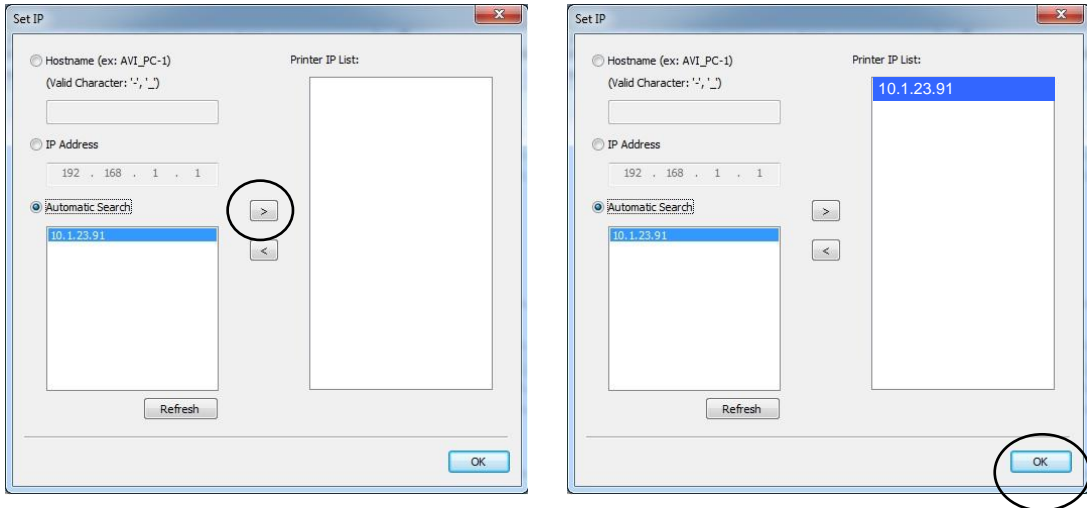 Set IP
X
Hostname (ex: AVI_PC-1)
(Valid Character: '-', '_')
Printer IP List:
IP Address
192 . 168 . 1 . 1
Automatic Search
>
10.1.23.91
<
Refresh
OK
Set IP
X
Hostname (ex: AVI_PC-1)
(Valid Character: '-', '_')
Printer IP List:
10.1.23.91
IP Address
192 . 168 . 1 . 1
Automatic Search
>
10.1.23.91
<
Refresh
OK